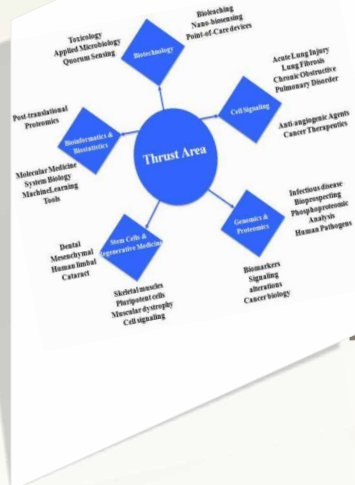 Toxicology
Applied Microbiology
Quorum Sensing
Bioleaching
Nano-biosensing
Point-of-Care devices
Biotechnology
Acute Lung Injury
Lung Fibrosis
Chronic Obstructive
Pulmonary Disorder
Cell Signaling
Anti-angiogenic Agents
Cancer Therapeutics
Post-translational
Proteomics
Bioinformatics &
Biostatistics
Molecular Medicine
System Biology
MachineLearning
Tools
Thrust Area
Infectious disease
Bioprospecting
Phosphoproteomic
Analysis
Human Pathogens
Genomics &
Proteomics
Biomarkers
Signaling
alterations
Cancer biology
Dental
Mesenchymal
Human limbal
Cataract
Stem Cells &
Regenerative Medicine
Skeletal muscles
Pluripotent cells
Muscular dystrophy
Cell signaling